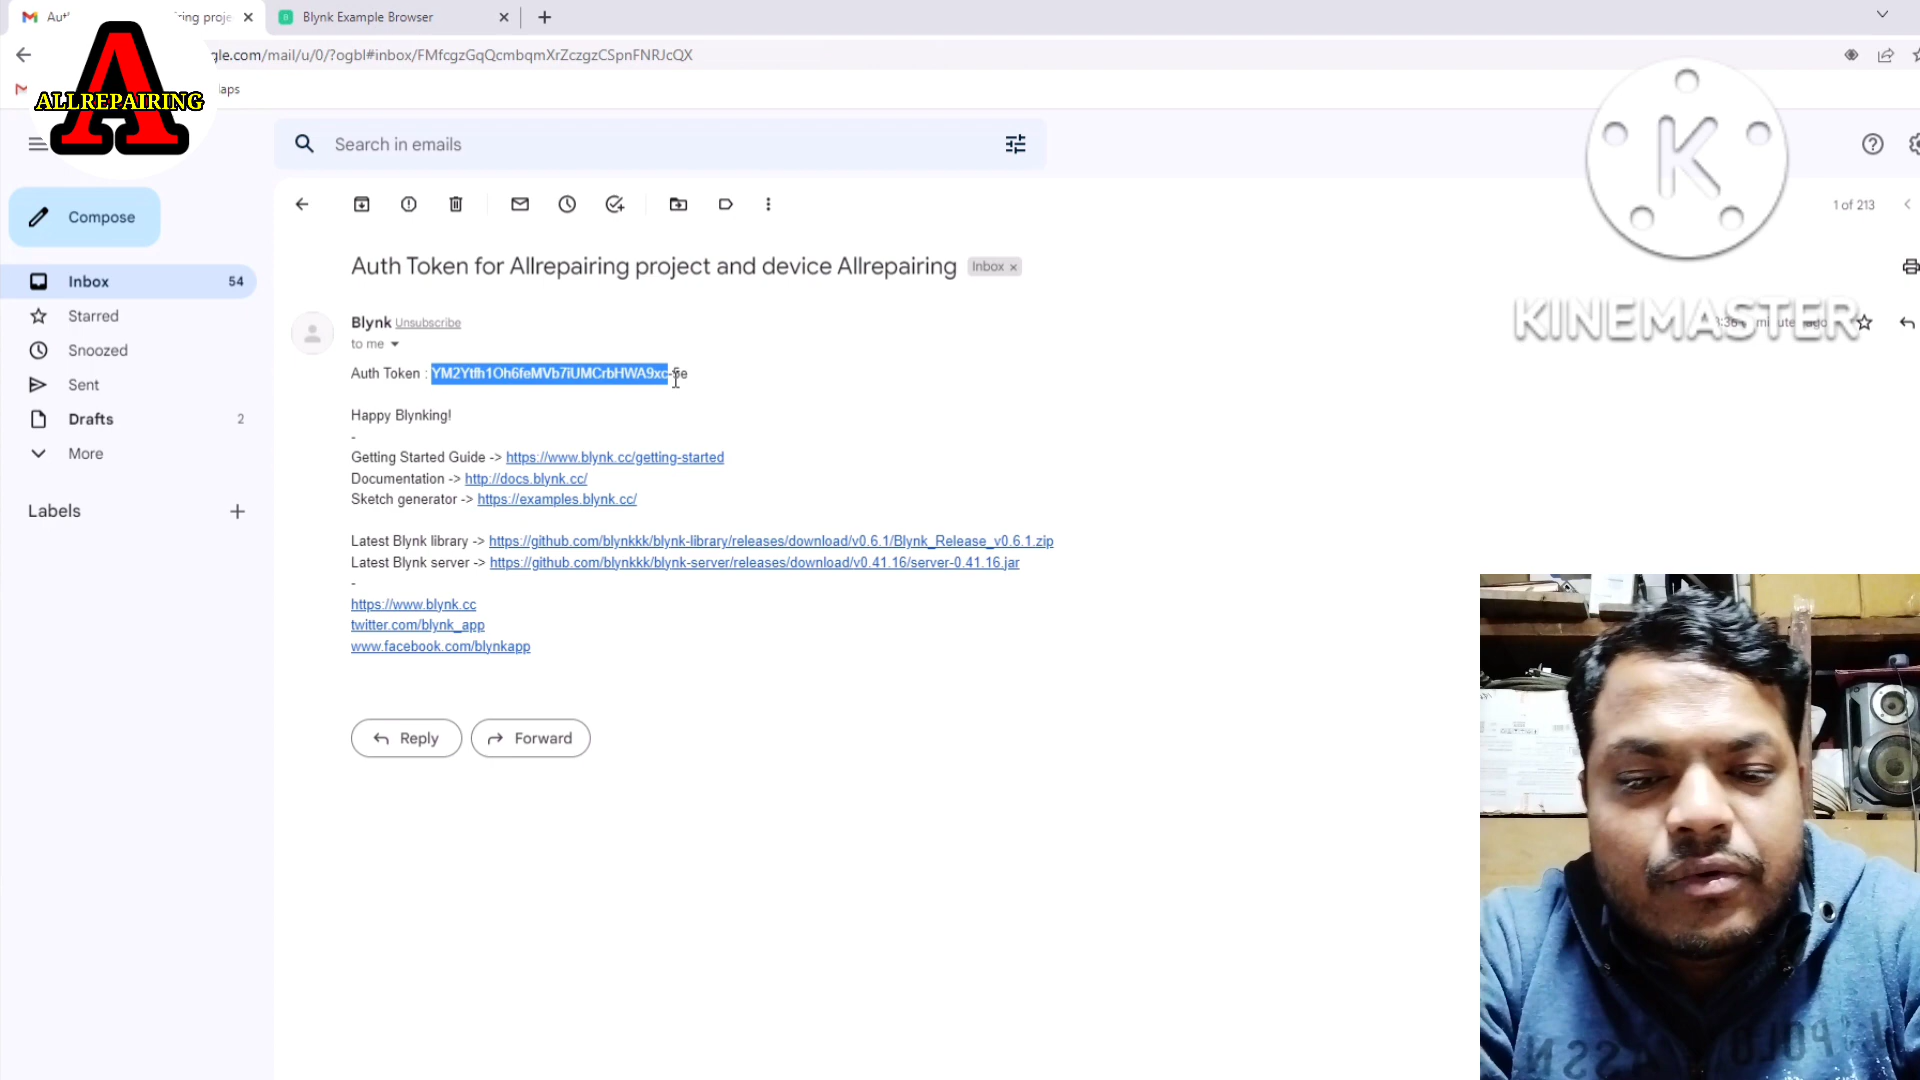 Blynk Example Browser
gle.com/mail/u/0/?ogbl#inbox/FMfcgzGqQcmbqmXrZczgzCSpnFNRJcQX
ALLREPAIRING
Search in emails
Compose
1 of 213
Auth Token for Allrepairing project and device Allrepairing
Inbox
Inbox 54
Starred
Snoozed
Sent
Drafts 2
More
Labels
Blynk Unsubscribe
to me
KINEMASTER
Auth Token :
Happy Blynking!
-
Getting Started Guide -> https://www.blynk.cc/getting-started
Documentation -> http://docs.blynk.cc/
Sketch generator -> https://examples.blynk.cc/
Latest Blynk library -> https://github.com/blynkkk/blynk-library/releases/download/v0.6.1/Blynk_Release_v0.6.1.zip
Latest Blynk server -> https://github.com/blynkkk/blynk-server/releases/download/v0.41.16/server-0.41.16.jar
-
https://www.blynk.cc
twitter.com/blynk_app
www.facebook.com/blynkapp
Reply
Forward